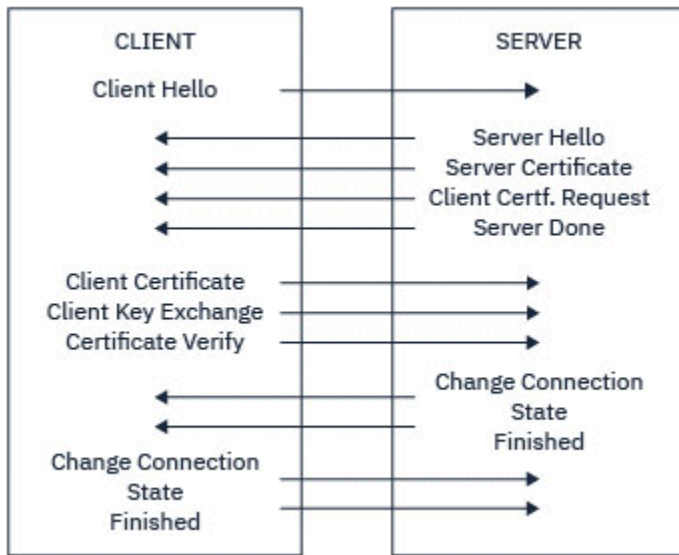 CLIENT
SERVER
Client Hello
Server Hello
Server Certificate
Client Certf. Request
Server Done
Client Certificate
Client Key Exchange
Certificate Verify
Change Connection
State
Finished
Change Connection
State
Finished